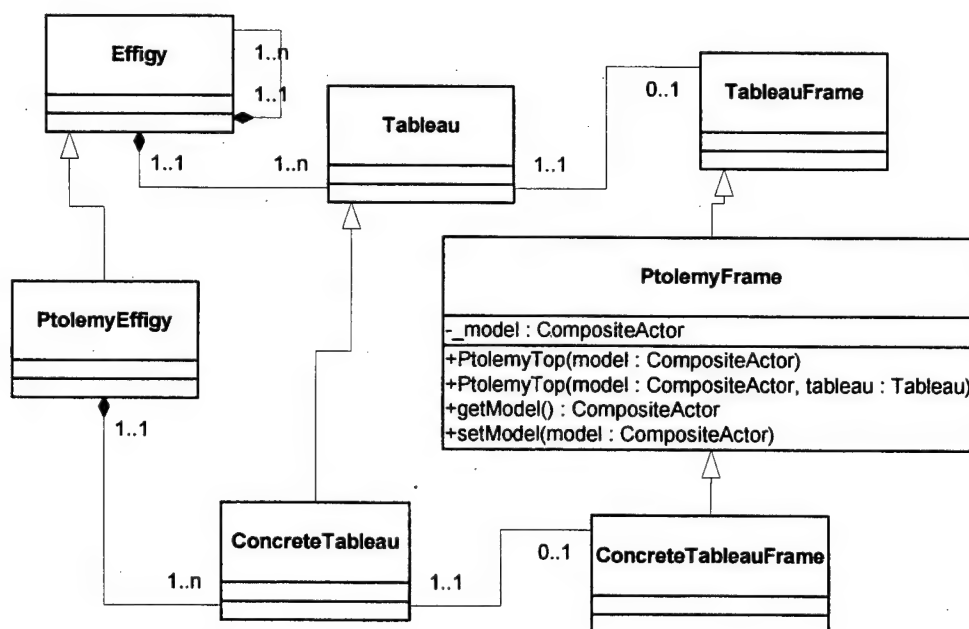 Effigy
1..n
1..1
1..1
1..n
Tableau
1..1
0..1
TableauFrame
PtolemyEffigy
1..1
PtolemyFrame
-_model : CompositeActor
+PtolemyTop(model : CompositeActor)
+PtolemyTop(model : CompositeActor, tableau : Tableau)
+getModel() : CompositeActor
+setModel(model : CompositeActor)
1..n
ConcreteTableau
1..1
0..1
ConcreteTableauFrame